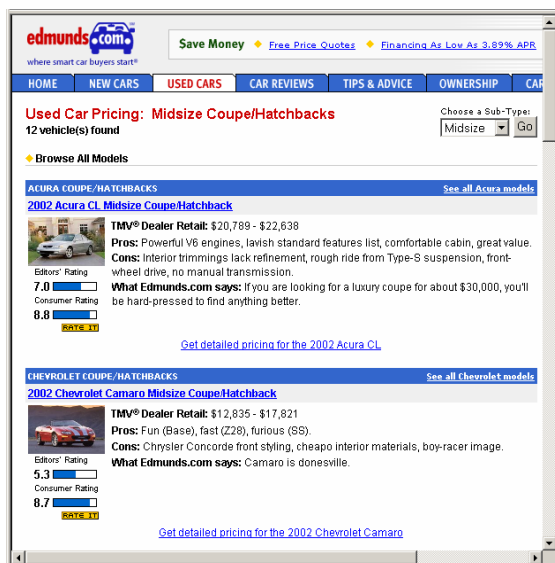 edmunds.com
where smart car buyers start®
$ave Money Free Price Quotes Financing As Low As 3.89% APR
HOME NEW CARS USED CARS CAR REVIEWS TIPS & ADVICE OWNERSHIP CAR
Used Car Pricing: Midsize Coupe/Hatchbacks
12 vehicle(s) found
Choose a Sub-Type:
Midsize Go
Browse All Models
ACURA COUPE/HATCHBACKS See all Acura models
2002 Acura CL Midsize Coupe/Hatchback
TMV® Dealer Retail: $20,789 - $22,638
Pros: Powerful V6 engines, lavish standard features list, comfortable cabin, great value.
Cons: Interior trimmings lack refinement, rough ride from Type-S suspension, front-
wheel drive, no manual transmission.
What Edmunds.com says: If you are looking for a luxury coupe for about $30,000, you'll
be hard-pressed to find anything better.
Editors' Rating
7.0
Consumer Rating
8.8
RATE IT
Get detailed pricing for the 2002 Acura CL
CHEVROLET COUPE/HATCHBACKS See all Chevrolet models
2002 Chevrolet Camaro Midsize Coupe/Hatchback
TMV® Dealer Retail: $12,835 - $17,821
Pros: Fun (Base), fast (Z28), furious (SS).
Cons: Chrysler Concorde front styling, cheapo interior materials, boy-racer image.
What Edmunds.com says: Camaro is donesville.
Editors' Rating
5.3
Consumer Rating
8.7
RATE IT
Get detailed pricing for the 2002 Chevrolet Camaro